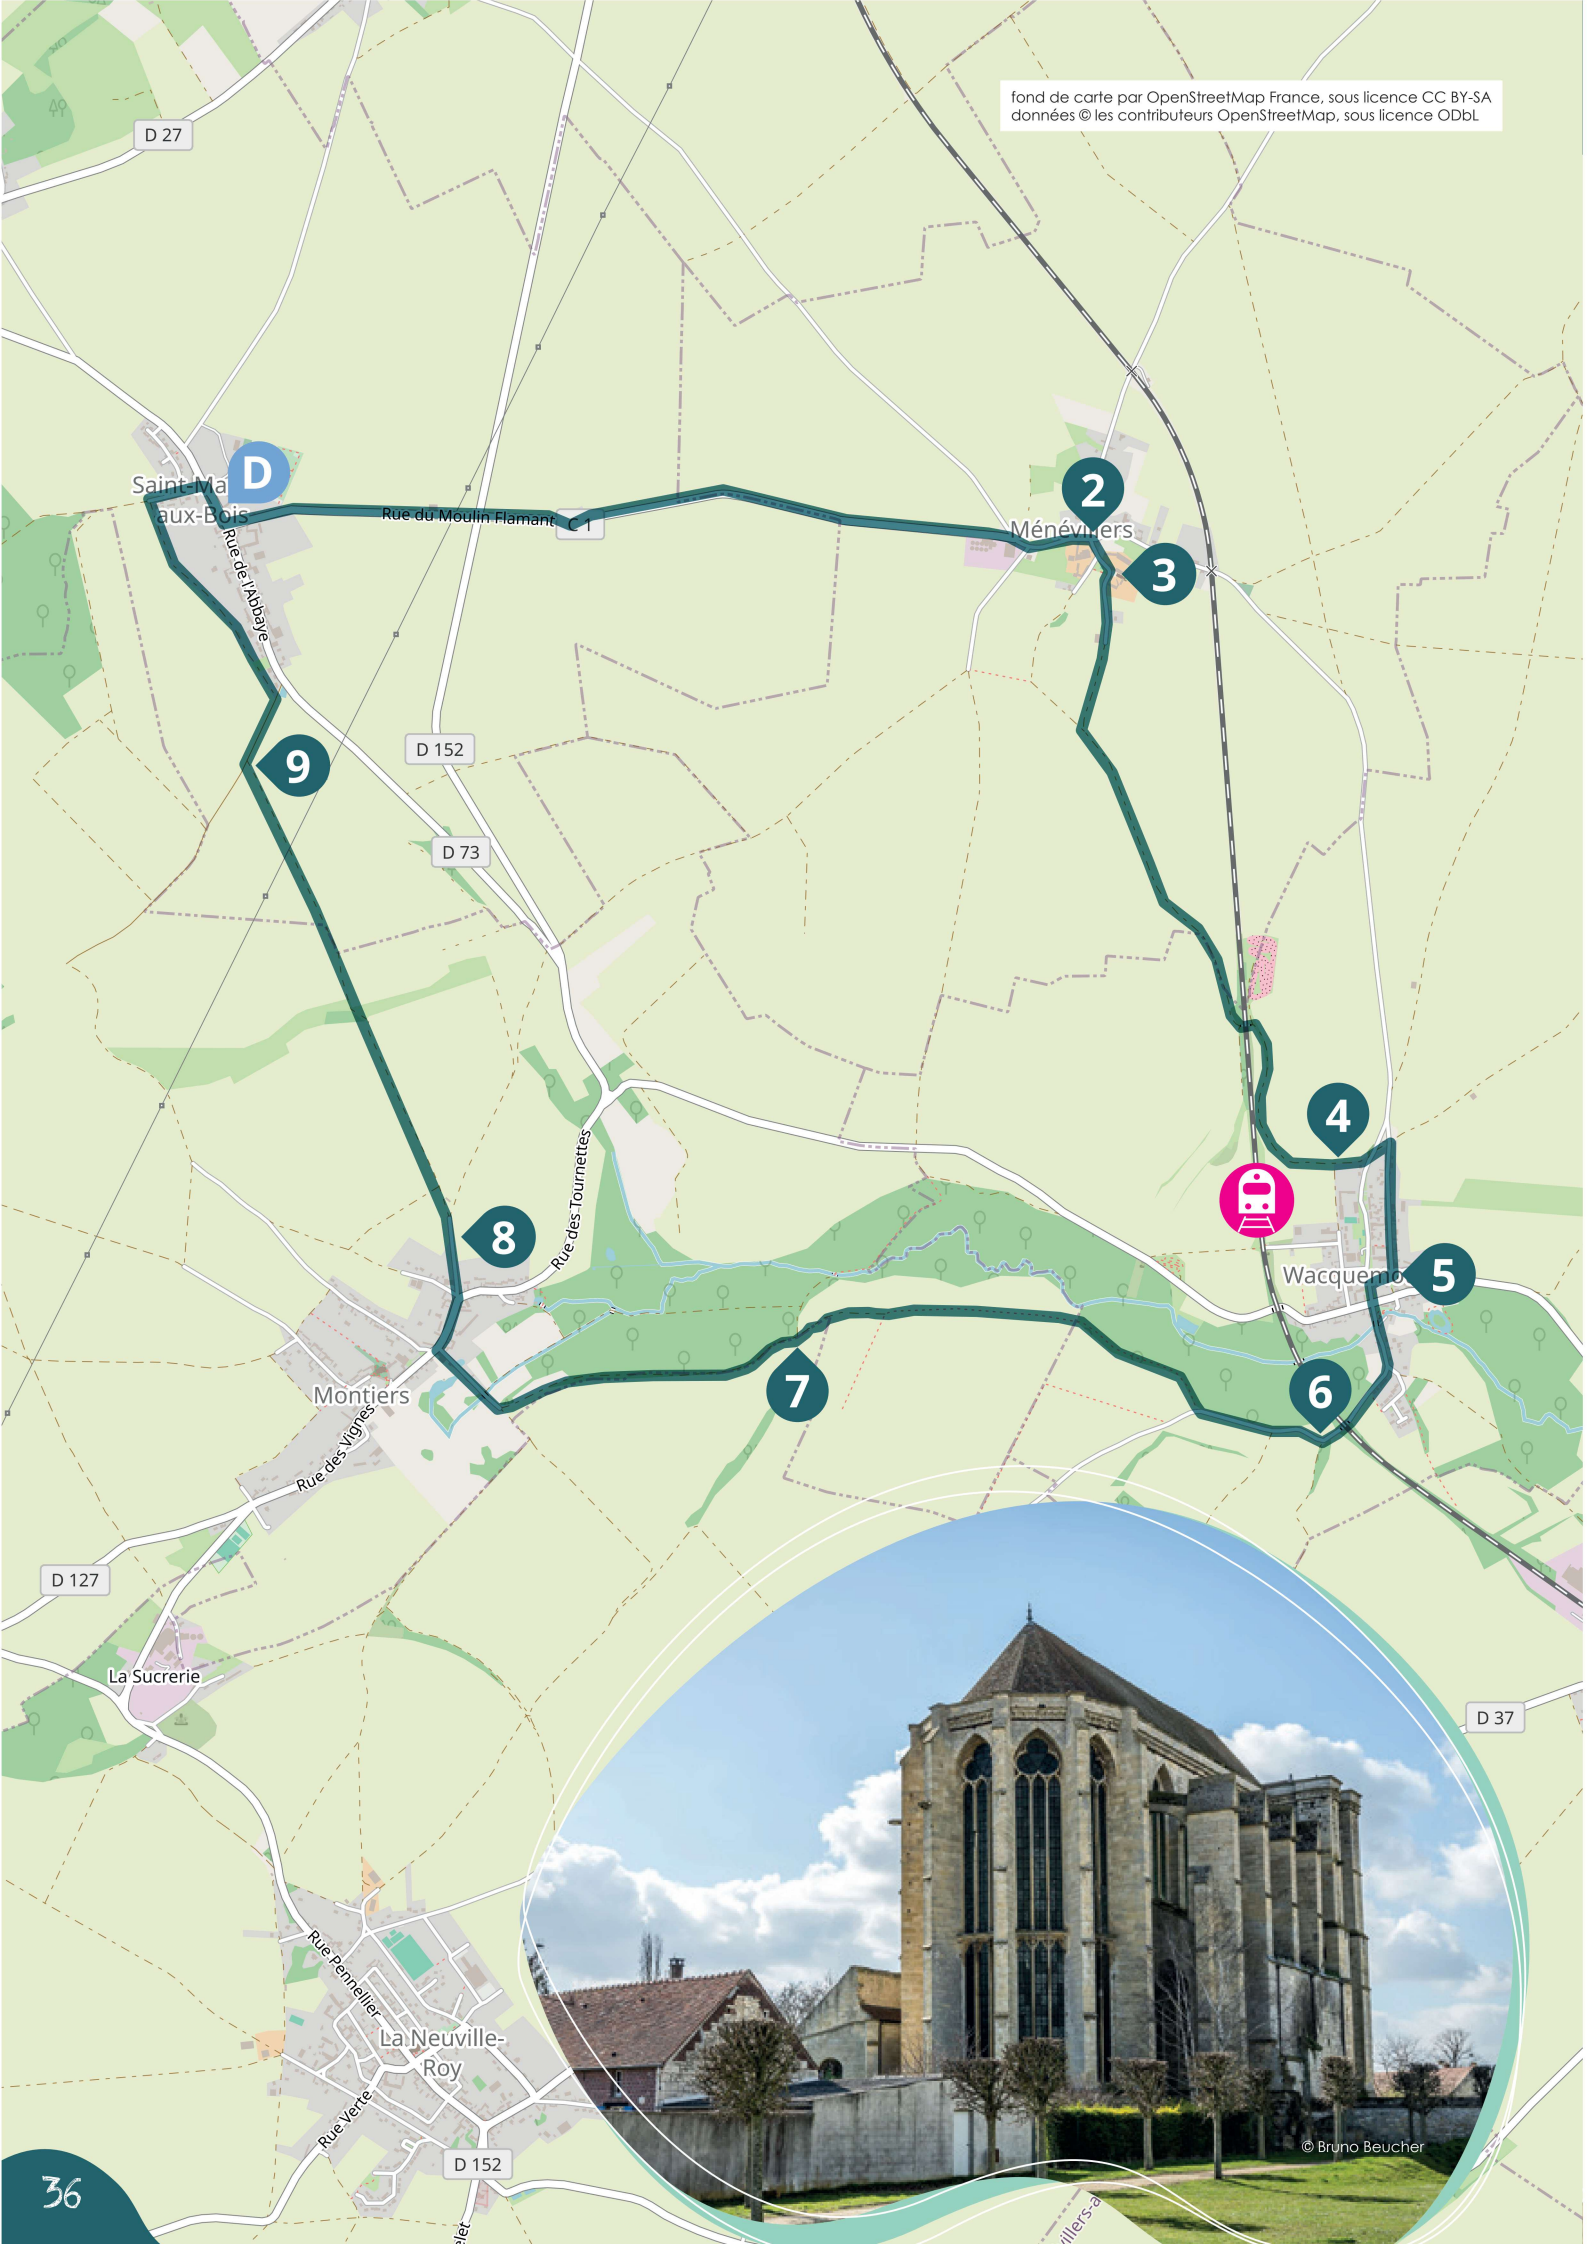 fond de carte par OpenStreetMap France, sous licence CC BY-SA
données © les contributeurs OpenStreetMap, sous licence ODbL
D 27
D
Saint-Ma
aux-Bois
Rue du Moulin Flamant
C 1
2
Ménévillers
3
Rue de l'Abbaye
D 152
9
D 73
4
Rue des Tournettes
8
Wacquemo
5
Montiers
7
6
Rue des Vignes
D 127
La Sucrerie
D 37
Rue Pennellier
La Neuville-
Roy
Rue Verte
D 152
© Bruno Beucher
36